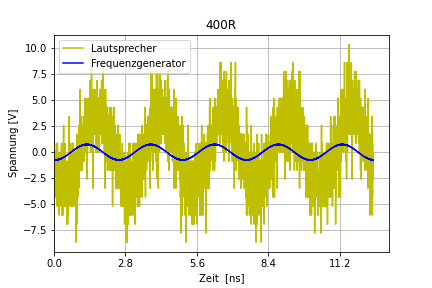 400R
Lautsprecher
Frequenzgenerator
Spannung [V]
10.0
7.5
5.0
2.5
0.0
−2.5
−5.0
−7.5
0.0 2.8 5.6 8.4 11.2
Zeit [ns]